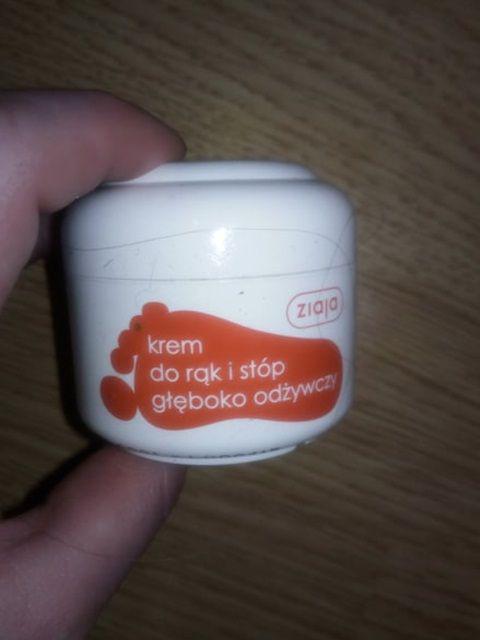 ziaja
krem
do rąk i stóp
głęboko odżywczy